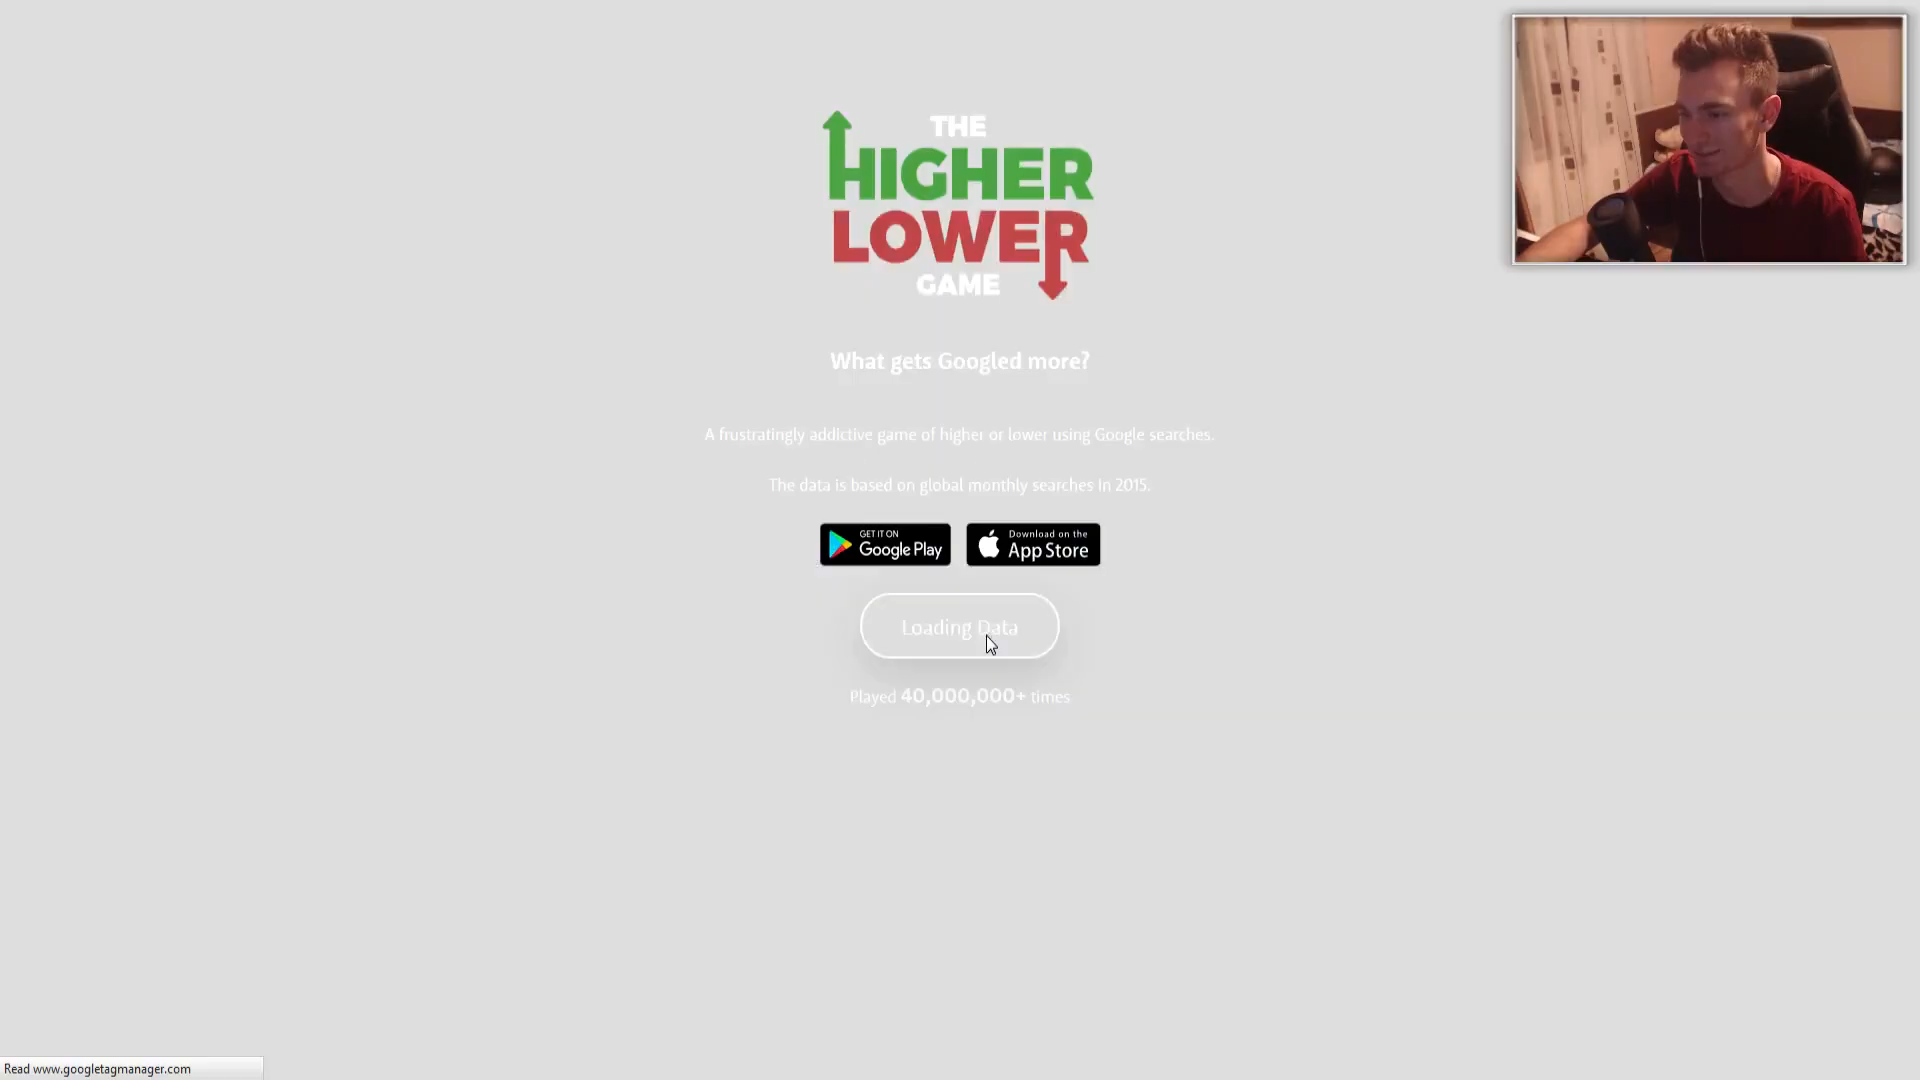 THE
HIGHER
LOWER
GAME
What gets Googled more?
A frustratingly addictive game of higher or lower using Google searches.
The data is based on global monthly searches in 2015.
GET IT ON
Google Play
Download on the
App Store
Loading Data
Played 40,000,000+ times
Read www.googletagmanager.com